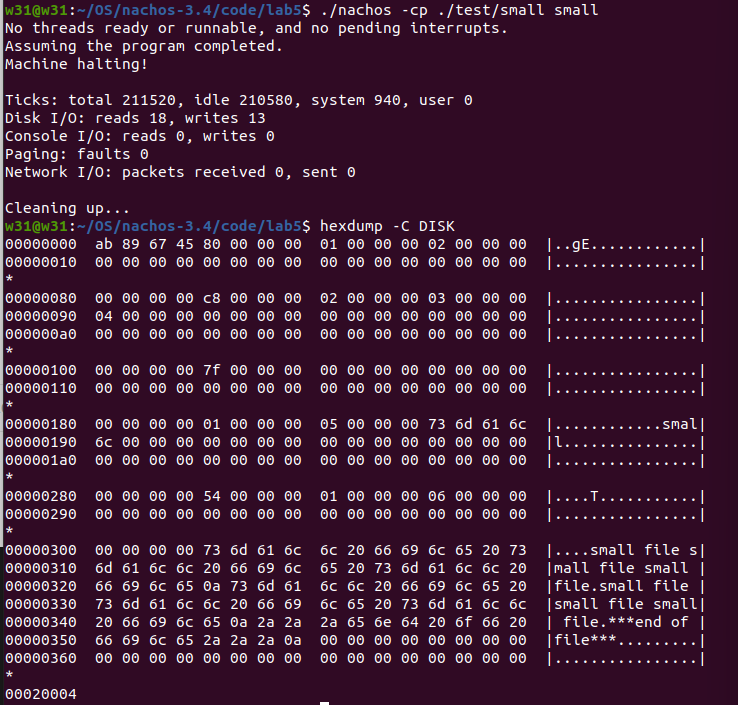 w31@w31:~/OS/nachos-3.4/code/lab5$ ./nachos -cp ./test/small small
No threads ready or runnable, and no pending interrupts.
Assuming the program completed.
Machine halting!

Ticks: total 211520, idle 210580, system 940, user 0
Disk I/O: reads 18, writes 13
Console I/O: reads 0, writes 0
Paging: faults 0
Network I/O: packets received 0, sent 0

Cleaning up...
w31@w31:~/OS/nachos-3.4/code/lab5$ hexdump -C DISK
00000000  ab 89 67 45 80 00 00 00  01 00 00 00 02 00 00 00  |..gE............|
00000010  00 00 00 00 00 00 00 00  00 00 00 00 00 00 00 00  |................|
*
00000080  00 00 00 00 c8 00 00 00  02 00 00 00 03 00 00 00  |................|
00000090  04 00 00 00 00 00 00 00  00 00 00 00 00 00 00 00  |................|
000000a0  00 00 00 00 00 00 00 00  00 00 00 00 00 00 00 00  |................|
*
00000100  00 00 00 00 7f 00 00 00  00 00 00 00 00 00 00 00  |................|
00000110  00 00 00 00 00 00 00 00  00 00 00 00 00 00 00 00  |................|
*
00000180  00 00 00 00 01 00 00 00  05 00 00 00 73 6d 61 6c  |............smal|
00000190  6c 00 00 00 00 00 00 00  00 00 00 00 00 00 00 00  |l...............|
000001a0  00 00 00 00 00 00 00 00  00 00 00 00 00 00 00 00  |................|
*
00000280  00 00 00 00 54 00 00 00  01 00 00 00 06 00 00 00  |....T...........|
00000290  00 00 00 00 00 00 00 00  00 00 00 00 00 00 00 00  |................|
*
00000300  00 00 00 00 73 6d 61 6c  6c 20 66 69 6c 65 20 73  |....small file s|
00000310  6d 61 6c 6c 20 66 69 6c  65 20 73 6d 61 6c 6c 20  |mall file small |
00000320  66 69 6c 65 0a 73 6d 61  6c 6c 20 66 69 6c 65 20  |file.small file |
00000330  73 6d 61 6c 6c 20 66 69  6c 65 20 73 6d 61 6c 6c  |small file small|
00000340  20 66 69 6c 65 0a 2a 2a  2a 65 6e 64 20 6f 66 20  | file.***end of |
00000350  66 69 6c 65 2a 2a 2a 0a  00 00 00 00 00 00 00 00  |file***.........|
00000360  00 00 00 00 00 00 00 00  00 00 00 00 00 00 00 00  |................|
*
00020004